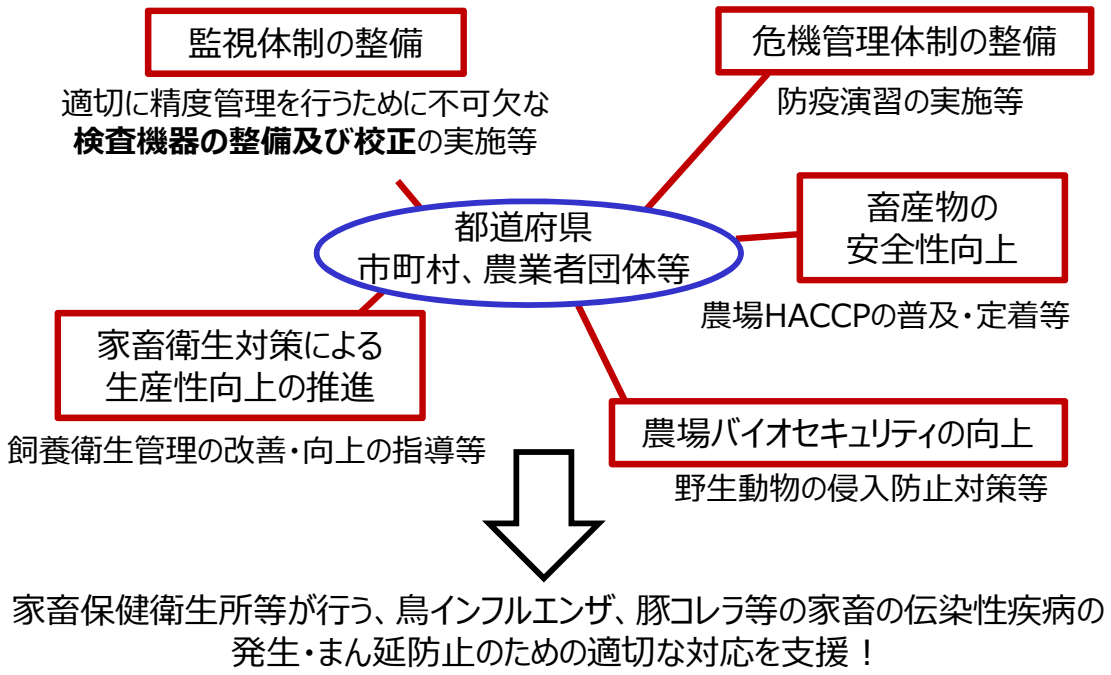 監視体制の整備
適切に精度管理を行うために不可欠な
検査機器の整備及び校正の実施等
危機管理体制の整備
防疫演習の実施等
都道府県
市町村、農業者団体等
畜産物の
安全性向上
農場HACCPの普及・定着等
家畜衛生対策による
生産性向上の推進
飼養衛生管理の改善・向上の指導等
農場バイオセキュリティの向上
野生動物の侵入防止対策等
家畜保健衛生所等が行う、鳥インフルエンザ、豚コレラ等の家畜の伝染性疾病の
発生・まん延防止のための適切な対応を支援！